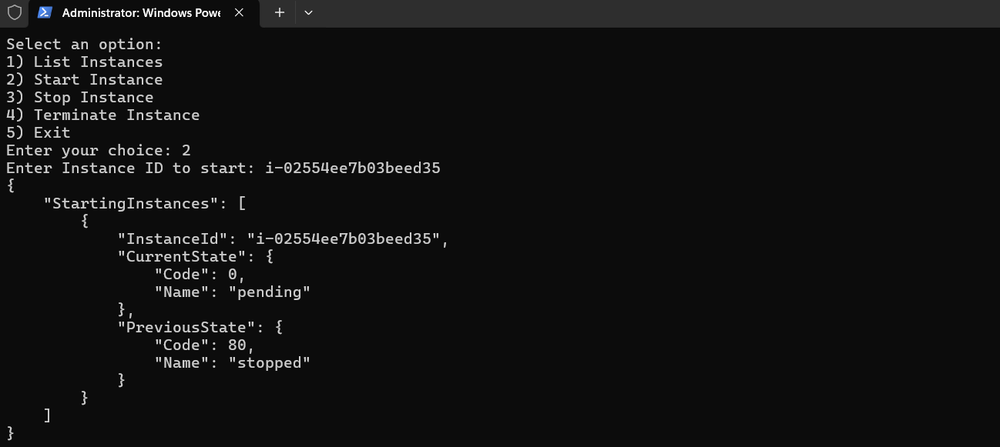 Administrator: Windows Powe
Select an option:
1) List Instances
2) Start Instance
3) Stop Instance
4) Terminate Instance
5) Exit
Enter your choice: 2
Enter Instance ID to start: i-02554ee7b03beed35
{
    "StartingInstances": [
        {
            "InstanceId": "i-02554ee7b03beed35",
            "CurrentState": {
                "Code": 0,
                "Name": "pending"
            },
            "PreviousState": {
                "Code": 80,
                "Name": "stopped"
            }
        }
    ]
}